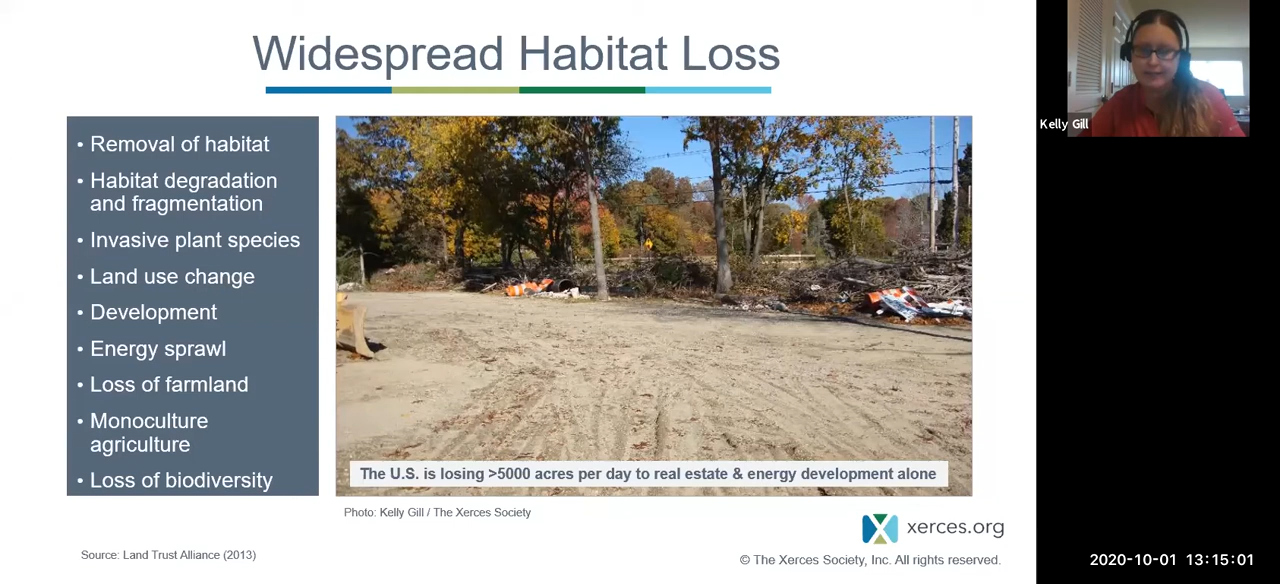 Widespread Habitat Loss
• Removal of habitat
• Habitat degradation
and fragmentation
• Invasive plant species
• Land use change
• Development
• Energy sprawl
• Loss of farmland
• Monoculture
agriculture
• Loss of biodiversity
The U.S. is losing >5000 acres per day to real estate & energy development alone
Photo: Kelly Gill / The Xerces Society
xerces.org
Source: Land Trust Alliance (2013)
© The Xerces Society, Inc. All rights reserved.
Kelly Gill
2020-10-01 13:15:01